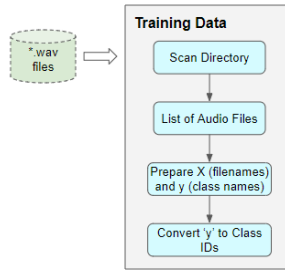 *.wav
files
Training Data
Scan Directory
List of Audio Files
Prepare X (filenames)
and y (class names)
Convert 'y' to Class
IDs